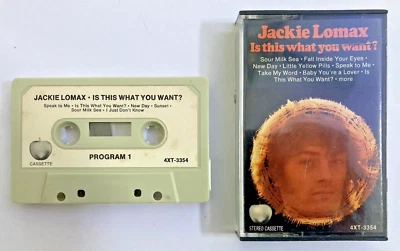 JACKIE LOMAX · IS THIS WHAT YOU WANT?
Speak to Me · Is This What You Want? · New Day · Sunset ·
Sour Milk Sea · I Just Don't Know
CASSETTE
PROGRAM 1
4XT-3354
Jackie Lomax
Is this what you want?
Sour Milk Sea · Fall Inside Your Eyes ·
New Day · Little Yellow Pills · Speak to Me ·
Take My Word · Baby You're a Lover · Is
This What You Want? · more
STEREO CASSETTE
4XT-3354